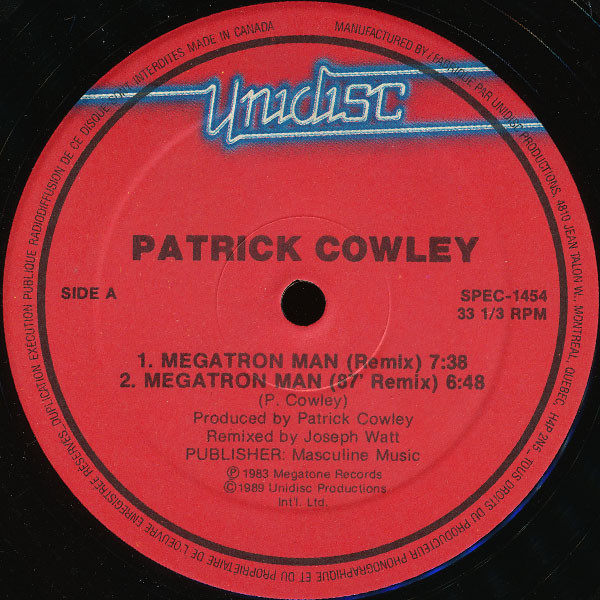 unidisc
PATRICK COWLEY
SIDE A
SPEC-1454
33 1/3 RPM
1. MEGATRON MAN (Remix) 7:38
2. MEGATRON MAN (87' Remix) 6:48
(P. Cowley)
Produced by Patrick Cowley
Remixed by Joseph Watt
PUBLISHER: Masculine Music
Ⓟ 1983 Megatone Records
©1989 Unidisc Productions
Int'l. Ltd.
MANUFACTURED BY / FABRIQUÉ PAR UNIDISC PRODUCTIONS, 4810 JEAN TALON W., MONTREAL, QUEBEC, H4P 2N5 _ TOUS DROITS DU PRODUCTEUR PHONOGRAPHIQUE ET DU PROPRIÉTAIRE DE L'OEUVRE ENREGISTRÉE RÉSERVÉS. DUPLICATION EXECUTION PUBLIQUE RADIODIFFUSION DE CE DISQUE INTERDITES MADE IN CANADA